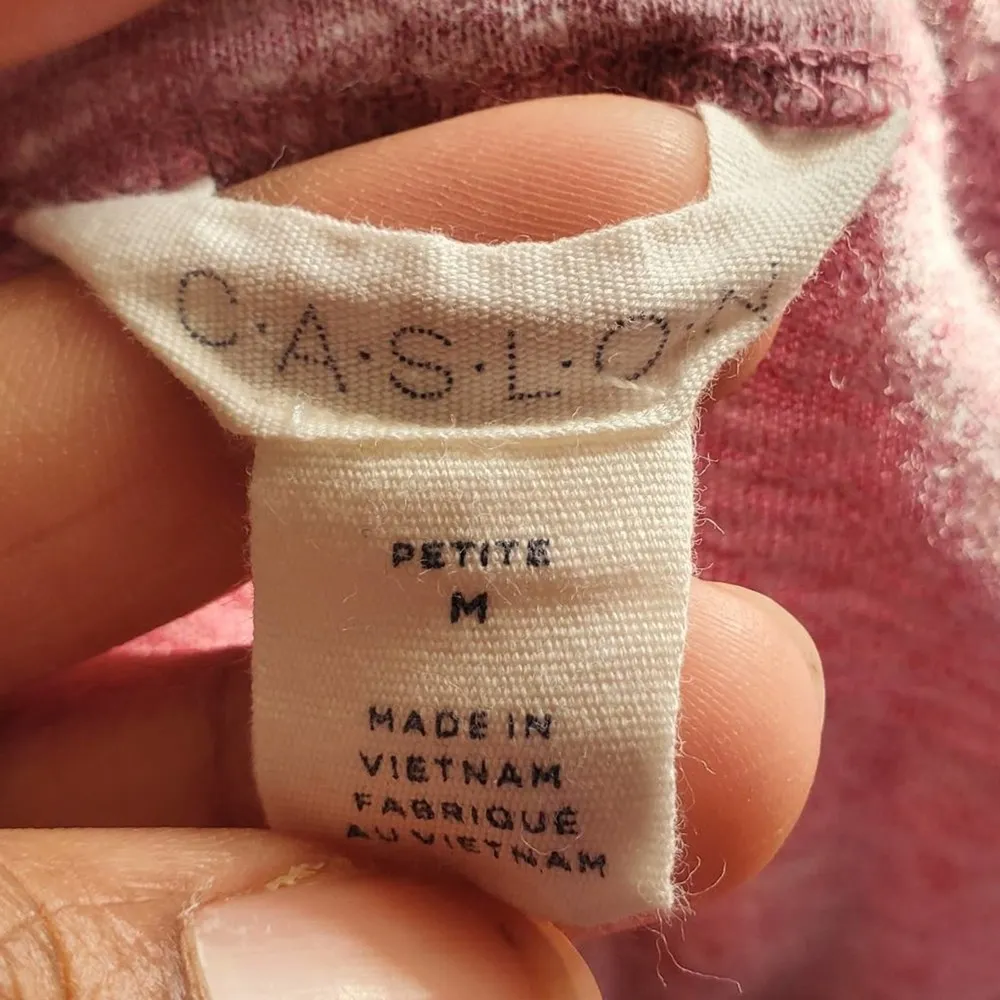 C·A·S·L·O·N
PETITE
M
MADE IN
VIETNAM
FABRIQUÉ
AU VIETNAM